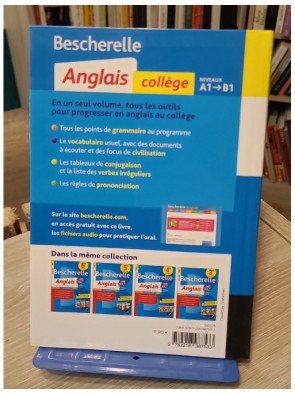 Bescherelle
Anglais collège
NIVEAUX
A1→B1
En un seul volume, tous les outils
pour progresser en anglais au collège
Tous les points de grammaire au programme
Le vocabulaire usuel, avec des documents
à écouter et des focus de civilisation
Les tableaux de conjugaison
et la liste des verbes irréguliers
Les règles de prononciation
Sur le site bescherelle.com,
en accès gratuit avec ce livre,
les fichiers audio pour pratiquer l'oral.
Dans la même collection
Bescherelle Bescherelle Bescherelle Bescherelle
Anglais Anglais Anglais Anglais